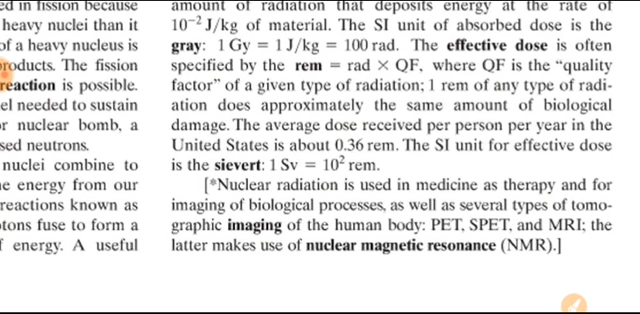 ed in fission because
heavy nuclei than it
of a heavy nucleus is
products. The fission
reaction is possible.
el needed to sustain
or nuclear bomb, a
sed neutrons.
nuclei combine to
he energy from our
reactions known as
tons fuse to form a
f energy. A useful
amount of radiation that deposits energy at the rate of
10⁻² J/kg of material. The SI unit of absorbed dose is the
gray: 1 Gy = 1 J/kg = 100 rad. The effective dose is often
specified by the rem = rad × QF, where QF is the “quality
factor” of a given type of radiation; 1 rem of any type of radi-
ation does approximately the same amount of biological
damage. The average dose received per person per year in the
United States is about 0.36 rem. The SI unit for effective dose
is the sievert: 1 Sv = 10² rem.
[*Nuclear radiation is used in medicine as therapy and for
imaging of biological processes, as well as several types of tomo-
graphic imaging of the human body: PET, SPET, and MRI; the
latter makes use of nuclear magnetic resonance (NMR).]